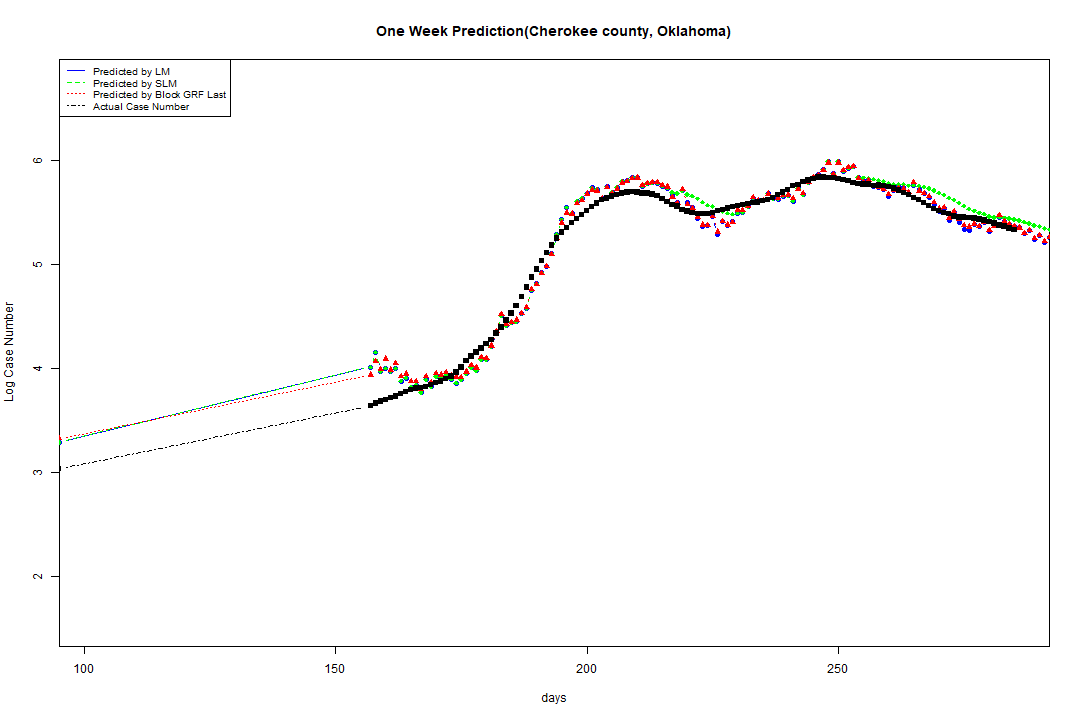 One Week Prediction(Cherokee county, Oklahoma)
Predicted by LM
Predicted by SLM
Predicted by Block GRF Last
Actual Case Number
Log Case Number
6
5
4
3
2
100 150 200 250
days